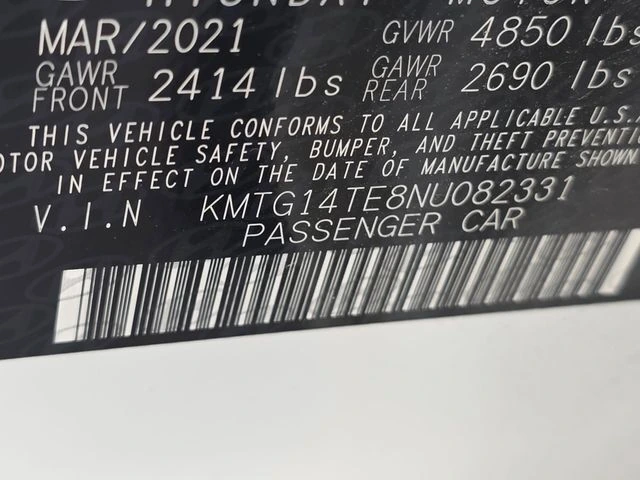 HYUNDAI MOTOR
MAR/2021 GVWR 4850 lbs
GAWR FRONT 2414 lbs GAWR REAR 2690 lbs
THIS VEHICLE CONFORMS TO ALL APPLICABLE U.S.
VEHICLE SAFETY, BUMPER, AND THEFT
IN EFFECT ON THE DATE OF MANUFACTURE SHOWN
V.I.N KMTG14TE8NU082331
PASSENGER CAR